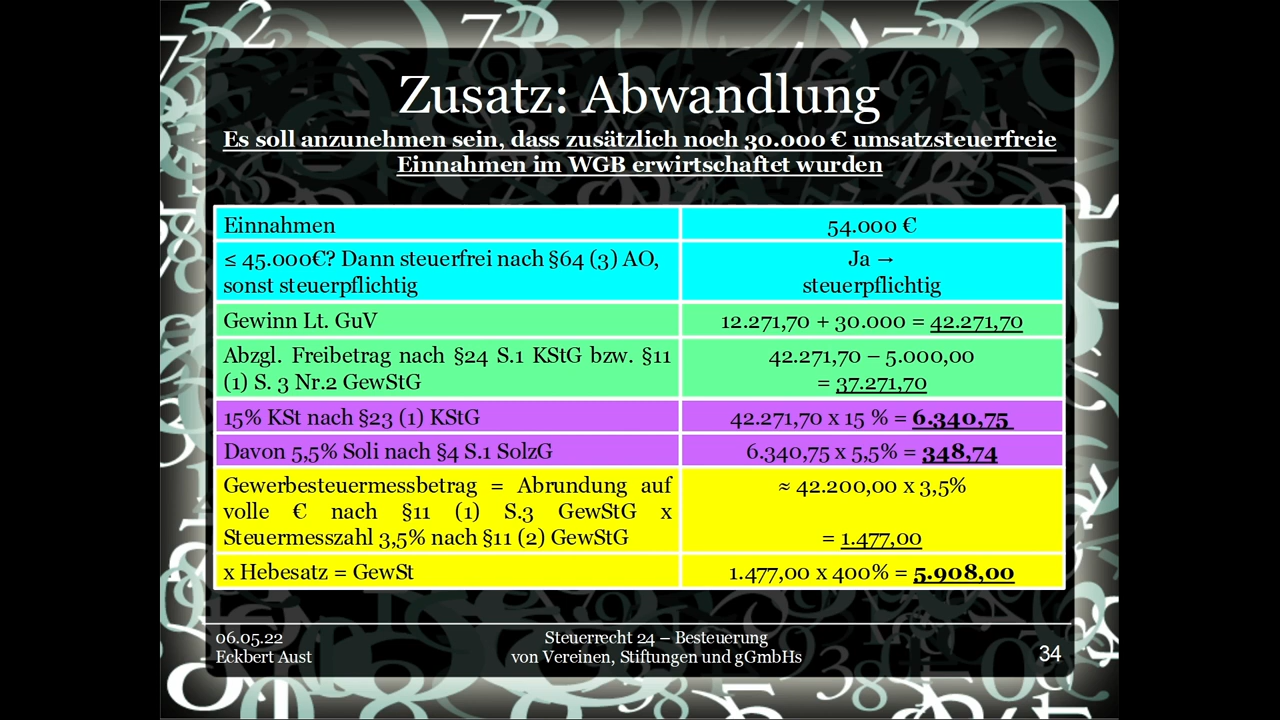 Zusatz: Abwandlung
Es soll anzunehmen sein, dass zusätzlich noch 30.000 € umsatzsteuerfreie
Einnahmen im WGB erwirtschaftet wurden
Einnahmen
54.000 €
≤ 45.000€? Dann steuerfrei nach §64 (3) AO,
sonst steuerpflichtig
Ja →
steuerpflichtig
Gewinn Lt. GuV
12.271,70 + 30.000 = 42.271,70
Abzgl. Freibetrag nach §24 S.1 KStG bzw. §11
(1) S. 3 Nr.2 GewStG
42.271,70 – 5.000,00
= 37.271,70
15% KSt nach §23 (1) KStG
42.271,70 x 15 % = 6.340,75
Davon 5,5% Soli nach §4 S.1 SolzG
6.340,75 x 5,5% = 348,74
Gewerbesteuermessbetrag = Abrundung auf
volle € nach §11 (1) S.3 GewStG x
Steuermesszahl 3,5% nach §11 (2) GewStG
≈ 42.200,00 x 3,5%
= 1.477,00
x Hebesatz = GewSt
1.477,00 x 400% = 5.908,00
06.05.22
Eckbert Aust
Steuerrecht 24 – Besteuerung
von Vereinen, Stiftungen und gGmbHs
34